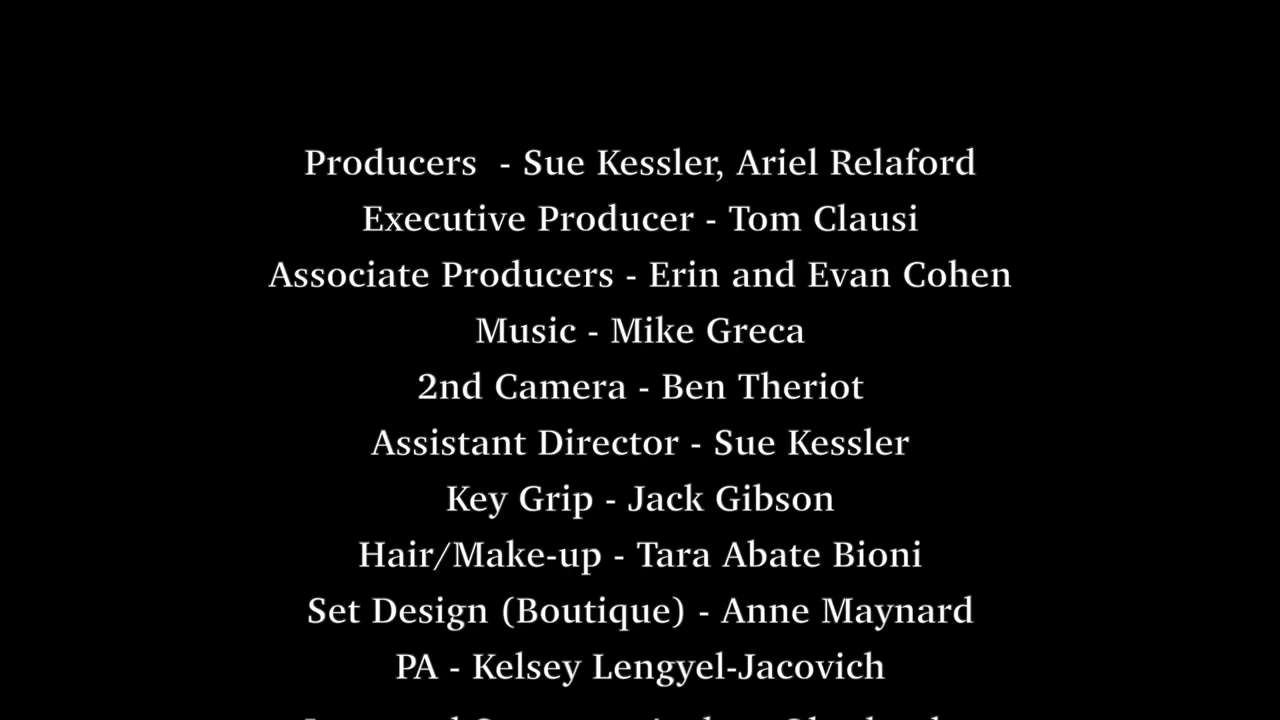 Producers  - Sue Kessler, Ariel Relaford
Executive Producer - Tom Clausi
Associate Producers - Erin and Evan Cohen
Music - Mike Greca
2nd Camera - Ben Theriot
Assistant Director - Sue Kessler
Key Grip - Jack Gibson
Hair/Make-up - Tara Abate Bioni
Set Design (Boutique) - Anne Maynard
PA - Kelsey Lengyel-Jacovich